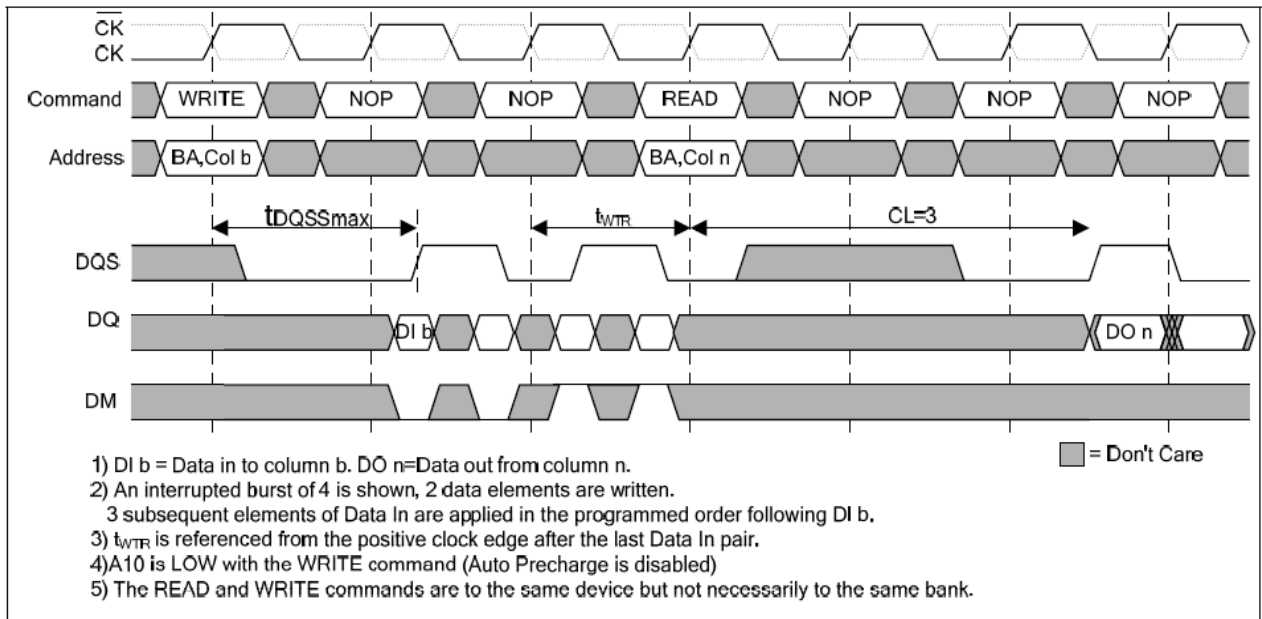 CK
CK
Command WRITE NOP NOP READ NOP NOP NOP
Address BA,Col b BA,Col n
tDQSSmax tWTR CL=3
DQS
DQ DI b DO n
DM
= Don't Care
1) DI b = Data in to column b. DO n=Data out from column n.
2) An interrupted burst of 4 is shown, 2 data elements are written.
3 subsequent elements of Data In are applied in the programmed order following DI b.
3) tWTR is referenced from the positive clock edge after the last Data In pair.
4)A10 is LOW with the WRITE command (Auto Precharge is disabled)
5) The READ and WRITE commands are to the same device but not necessarily to the same bank.